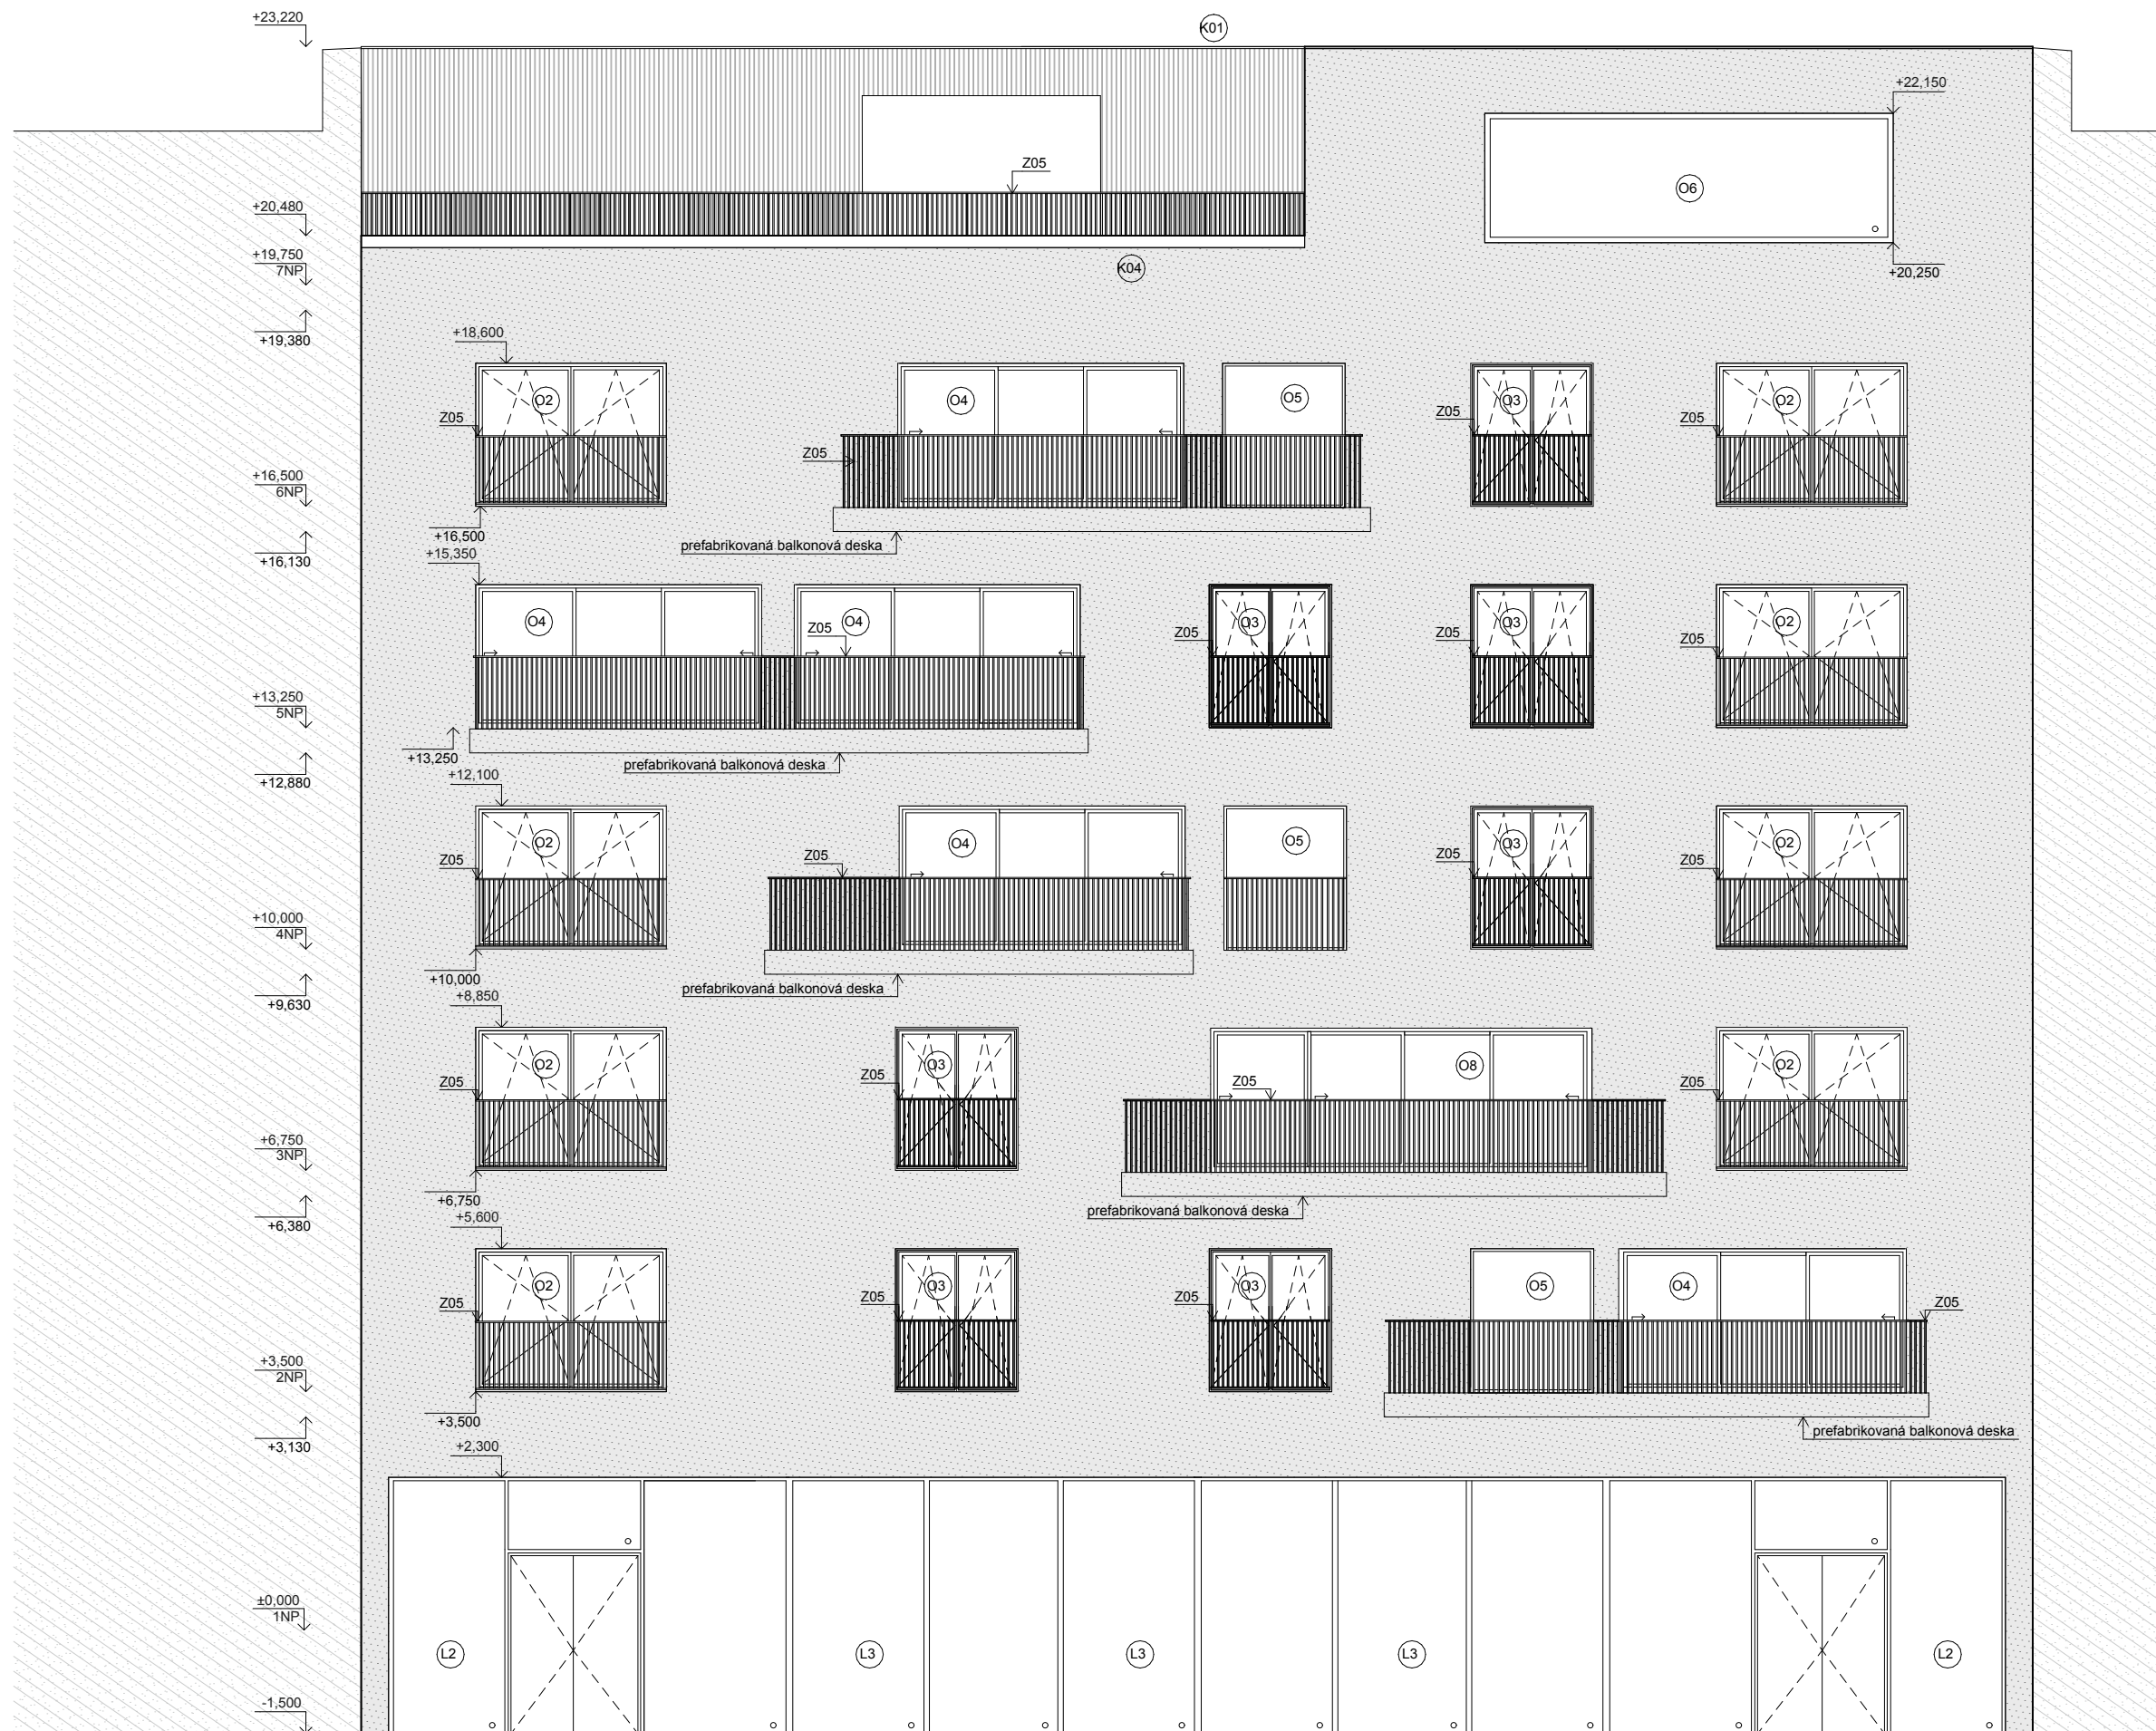 +23,220
K01
+22,150
Z05
O6
+20,480
+19,750
7NP
K04
+20,250
+19,380
+18,600
O2
O4
O5
O3
O2
Z05
Z05
Z05
Z05
+16,500
6NP
+16,500
prefabrikovaná balkonová deska
+16,130
+15,350
O4
O4
O3
O3
O2
Z05
Z05
Z05
Z05
+13,250
5NP
+13,250
prefabrikovaná balkonová deska
+12,880
+12,100
O2
O4
O5
O3
O2
Z05
Z05
Z05
Z05
+10,000
4NP
+10,000
prefabrikovaná balkonová deska
+9,630
+8,850
O2
O3
O8
O2
Z05
Z05
Z05
Z05
+6,750
3NP
+6,750
prefabrikovaná balkonová deska
+6,380
+5,600
O2
O3
O3
O5
O4
Z05
Z05
Z05
Z05
+3,500
2NP
+3,500
prefabrikovaná balkonová deska
+3,130
+2,300
±0,000
1NP
L2
L3
L3
L3
L2
-1,500